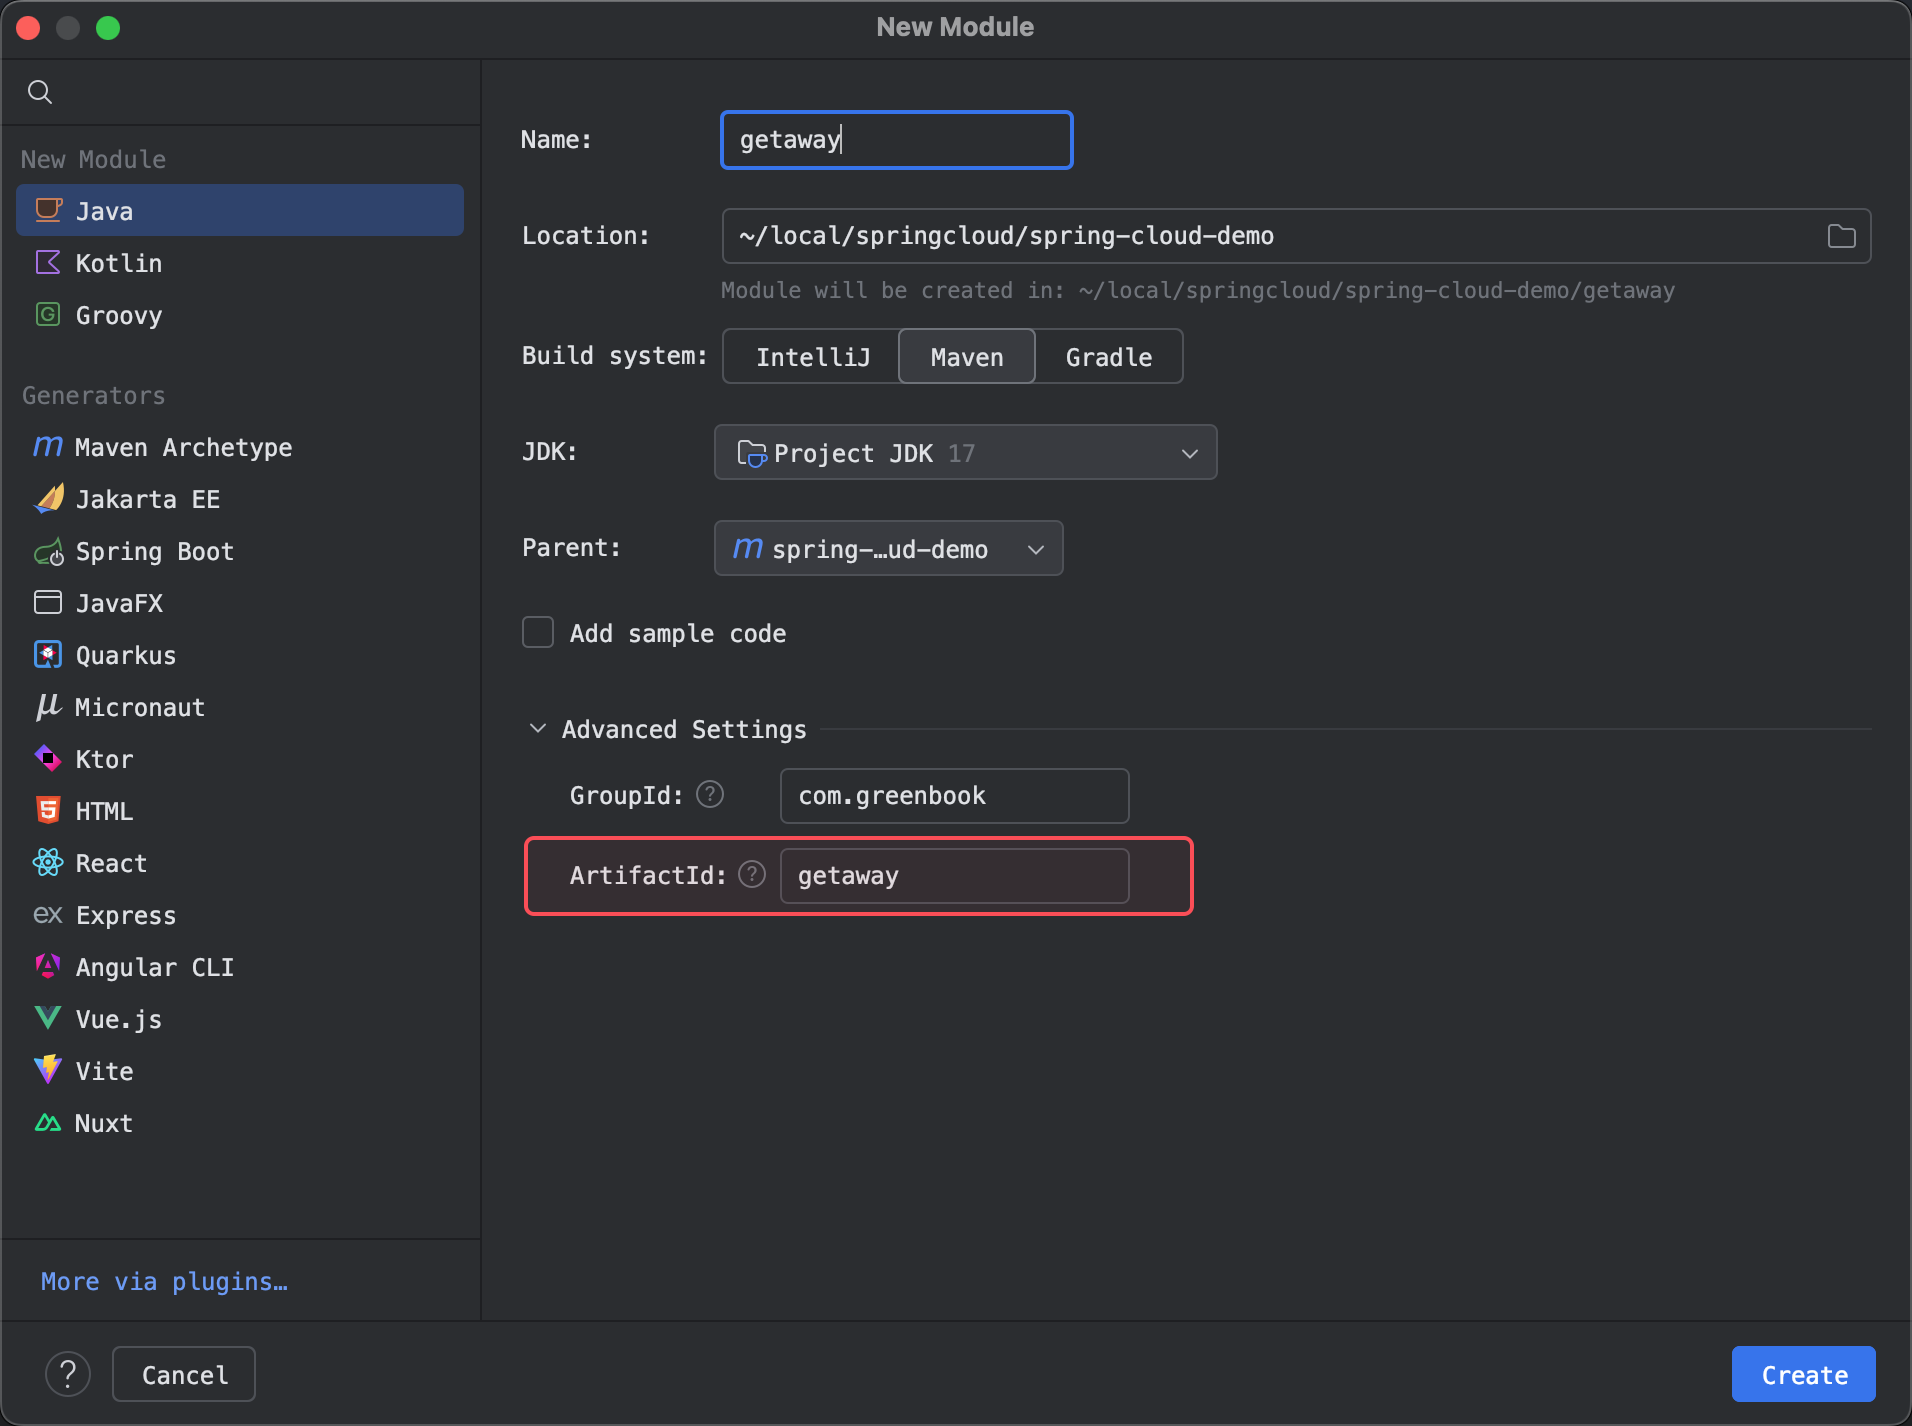 New Module
New Module
Java
Kotlin
Groovy
Generators
Maven Archetype
Jakarta EE
Spring Boot
JavaFX
Quarkus
Micronaut
Ktor
HTML
React
Express
Angular CLI
Vue.js
Vite
Nuxt
More via plugins…
Name: getaway
Location: ~/local/springcloud/spring-cloud-demo
Module will be created in: ~/local/springcloud/spring-cloud-demo/getaway
Build system: IntelliJ Maven Gradle
JDK: Project JDK 17
Parent: spring-…ud-demo
Add sample code
Advanced Settings
GroupId: ? com.greenbook
ArtifactId: ? getaway
? Cancel Create